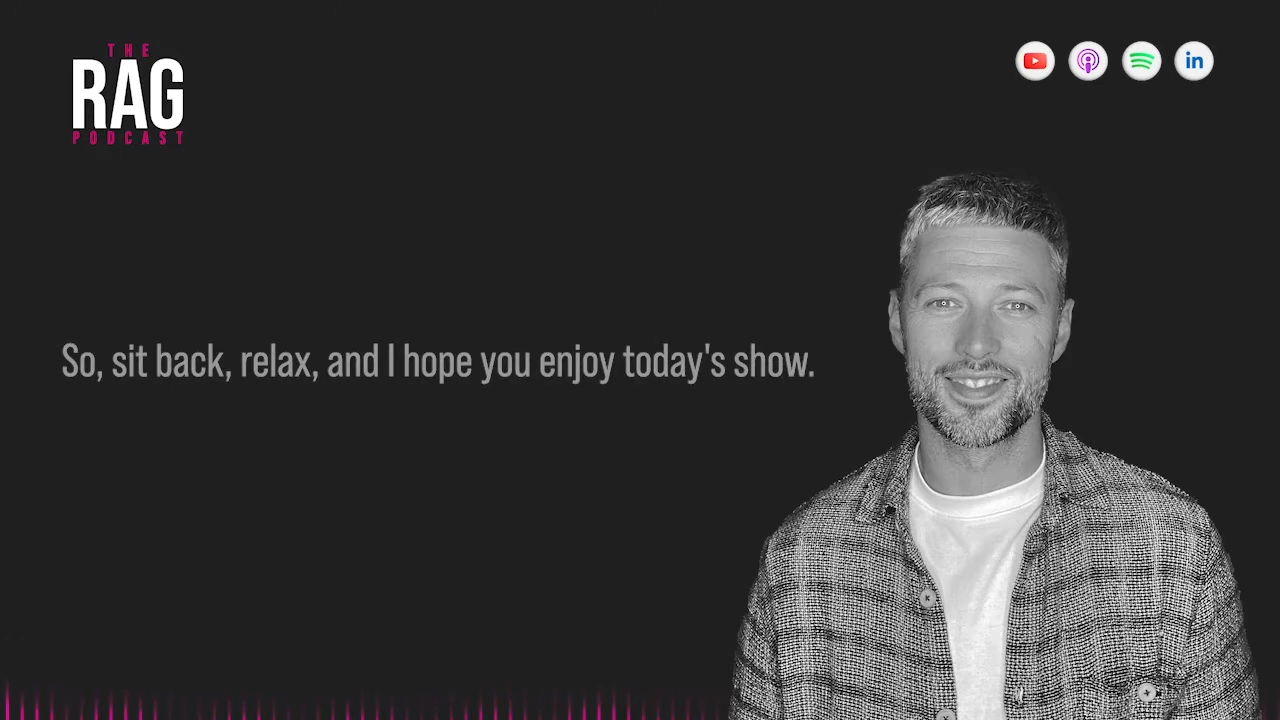 THE
RAG
PODCAST
in
So, sit back, relax, and I hope you enjoy today's show.